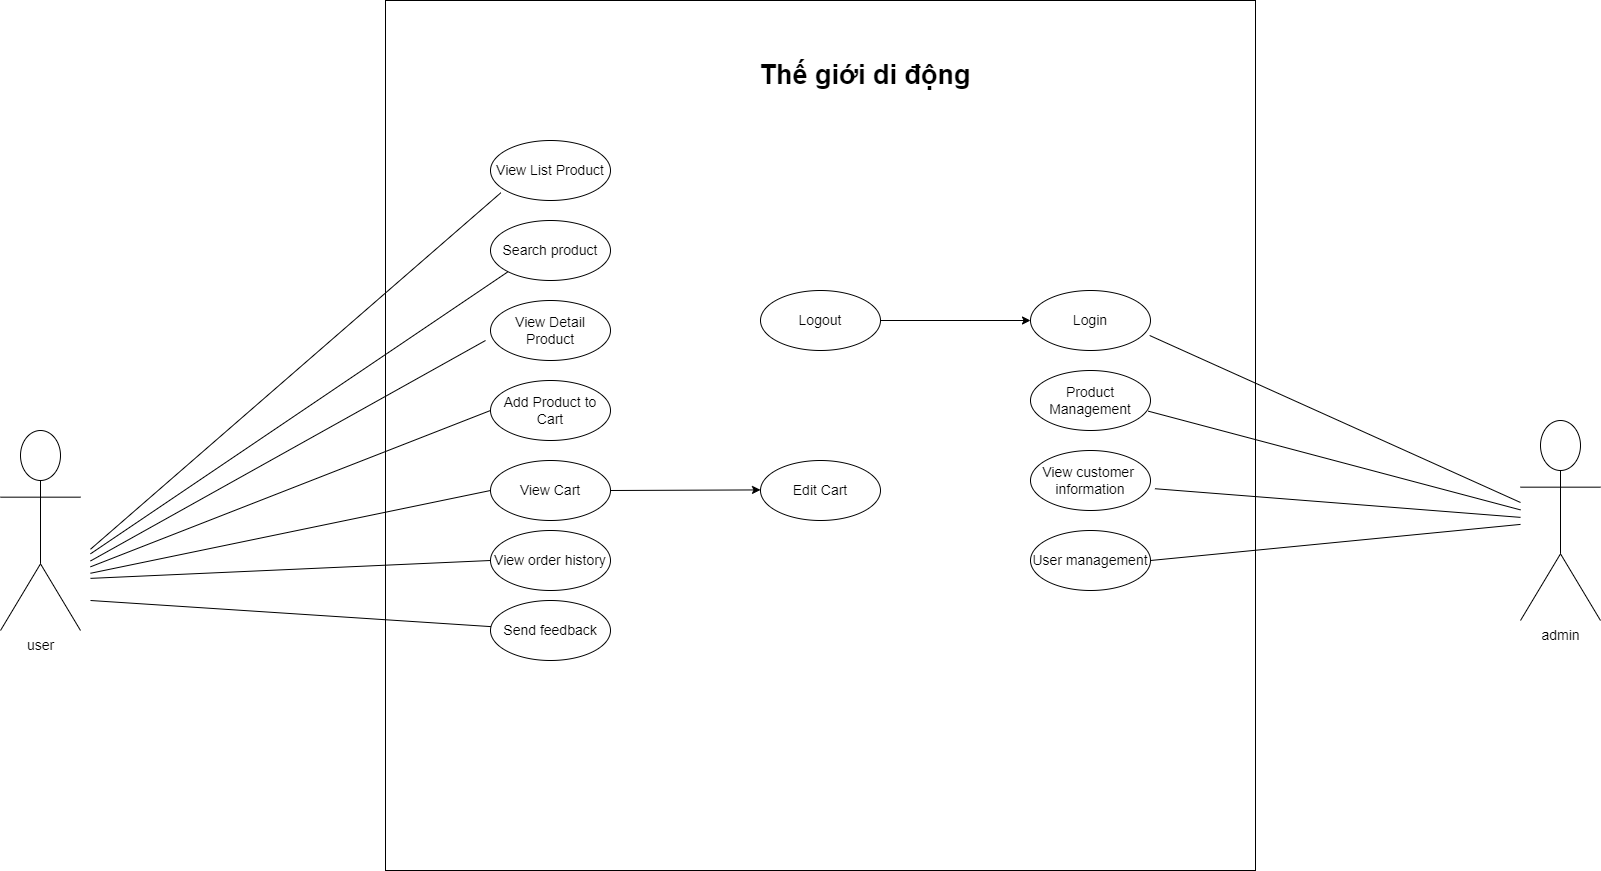 Thế giới di động
View List Product
Search product
View Detail
Product
Add Product to
Cart
View Cart
View order history
Send feedback
Logout
Edit Cart
Login
Product
Management
View customer
information
User management
user
admin